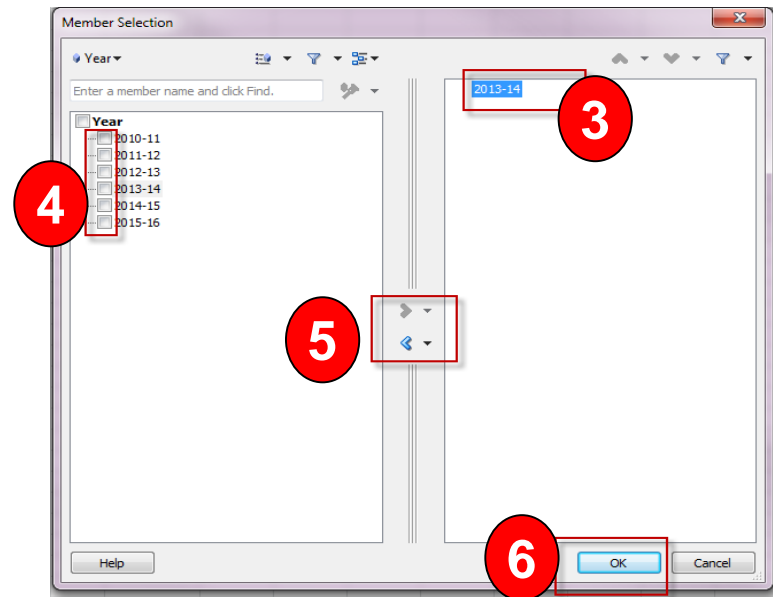 Member Selection
Year
Enter a member name and click Find.
2013-14
3
Year
2010-11
2011-12
2012-13
2013-14
2014-15
2015-16
4
5
6
Help
OK
Cancel